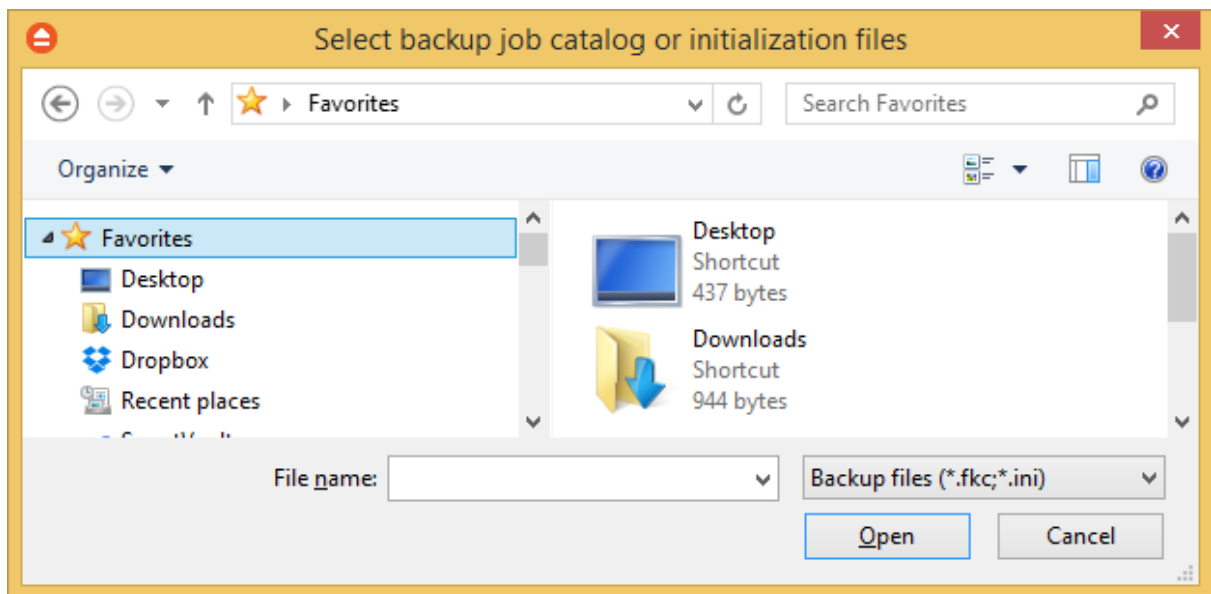 Select backup job catalog or initialization files
Favorites
Search Favorites
Organize
Favorites
Desktop
Downloads
Dropbox
Recent places
Desktop
Shortcut
437 bytes
Downloads
Shortcut
944 bytes
File name:
Backup files (*.fkc;*.ini)
Open
Cancel